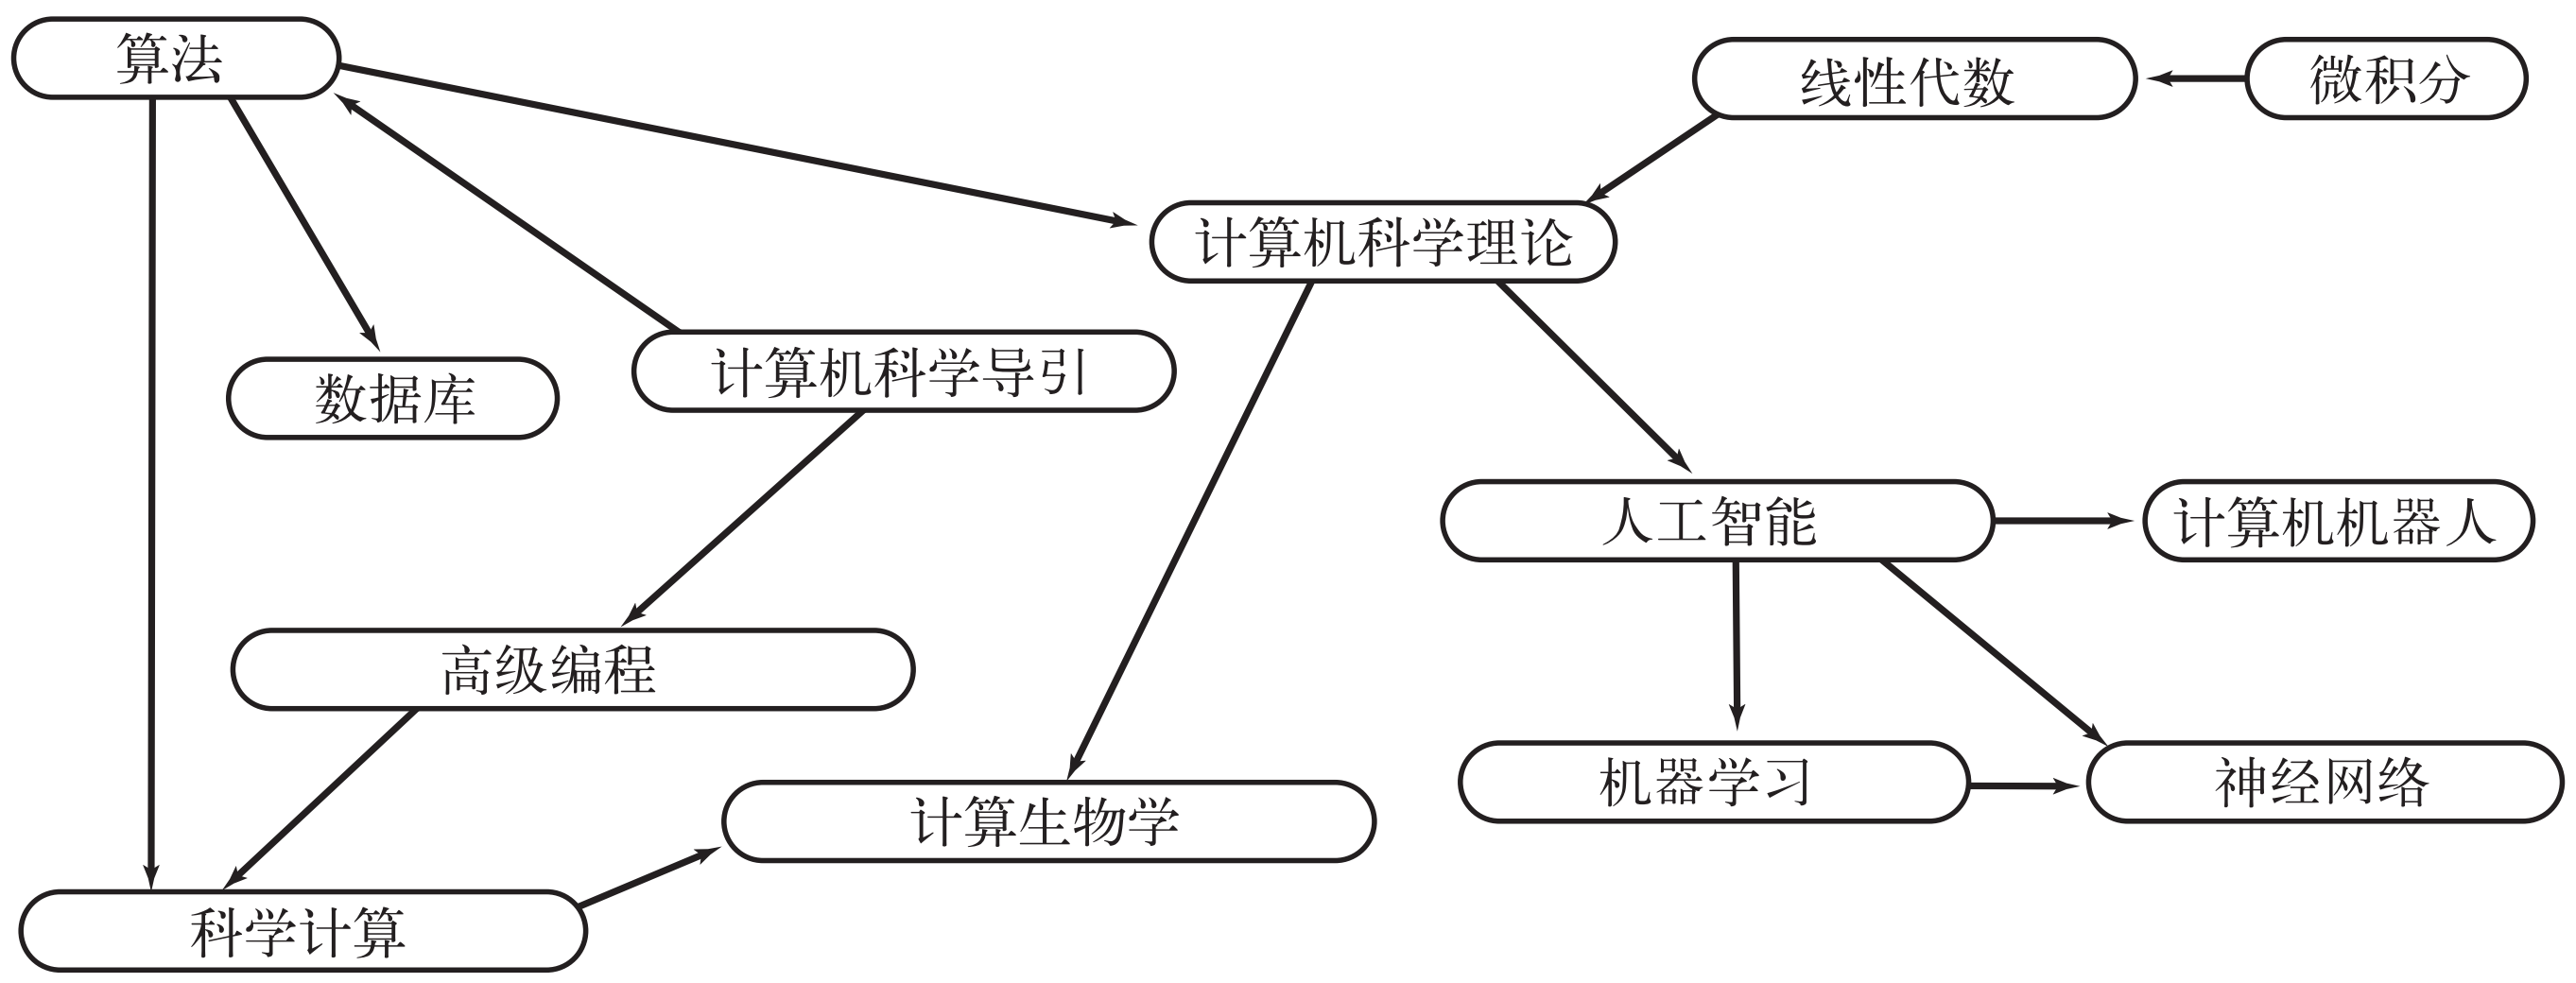 算法
线性代数
微积分
计算机科学理论
计算机科学导引
数据库
人工智能
计算机机器人
高级编程
机器学习
神经网络
计算生物学
科学计算